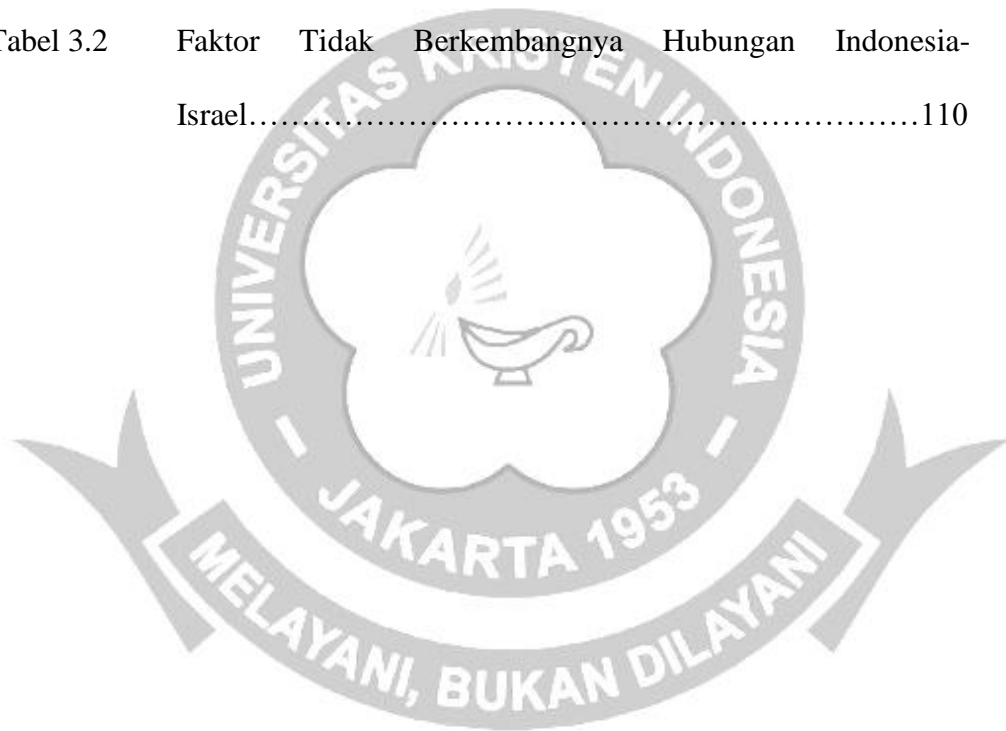 Tabel 3.2 Faktor Tidak Berkembangnya Hubungan Indonesia-
Israel……………………………………………………………110
UNIVERSITAS KRISTEN INDONESIA
- JAKARTA 1953 -
MELAYANI, BUKAN DILAYANI